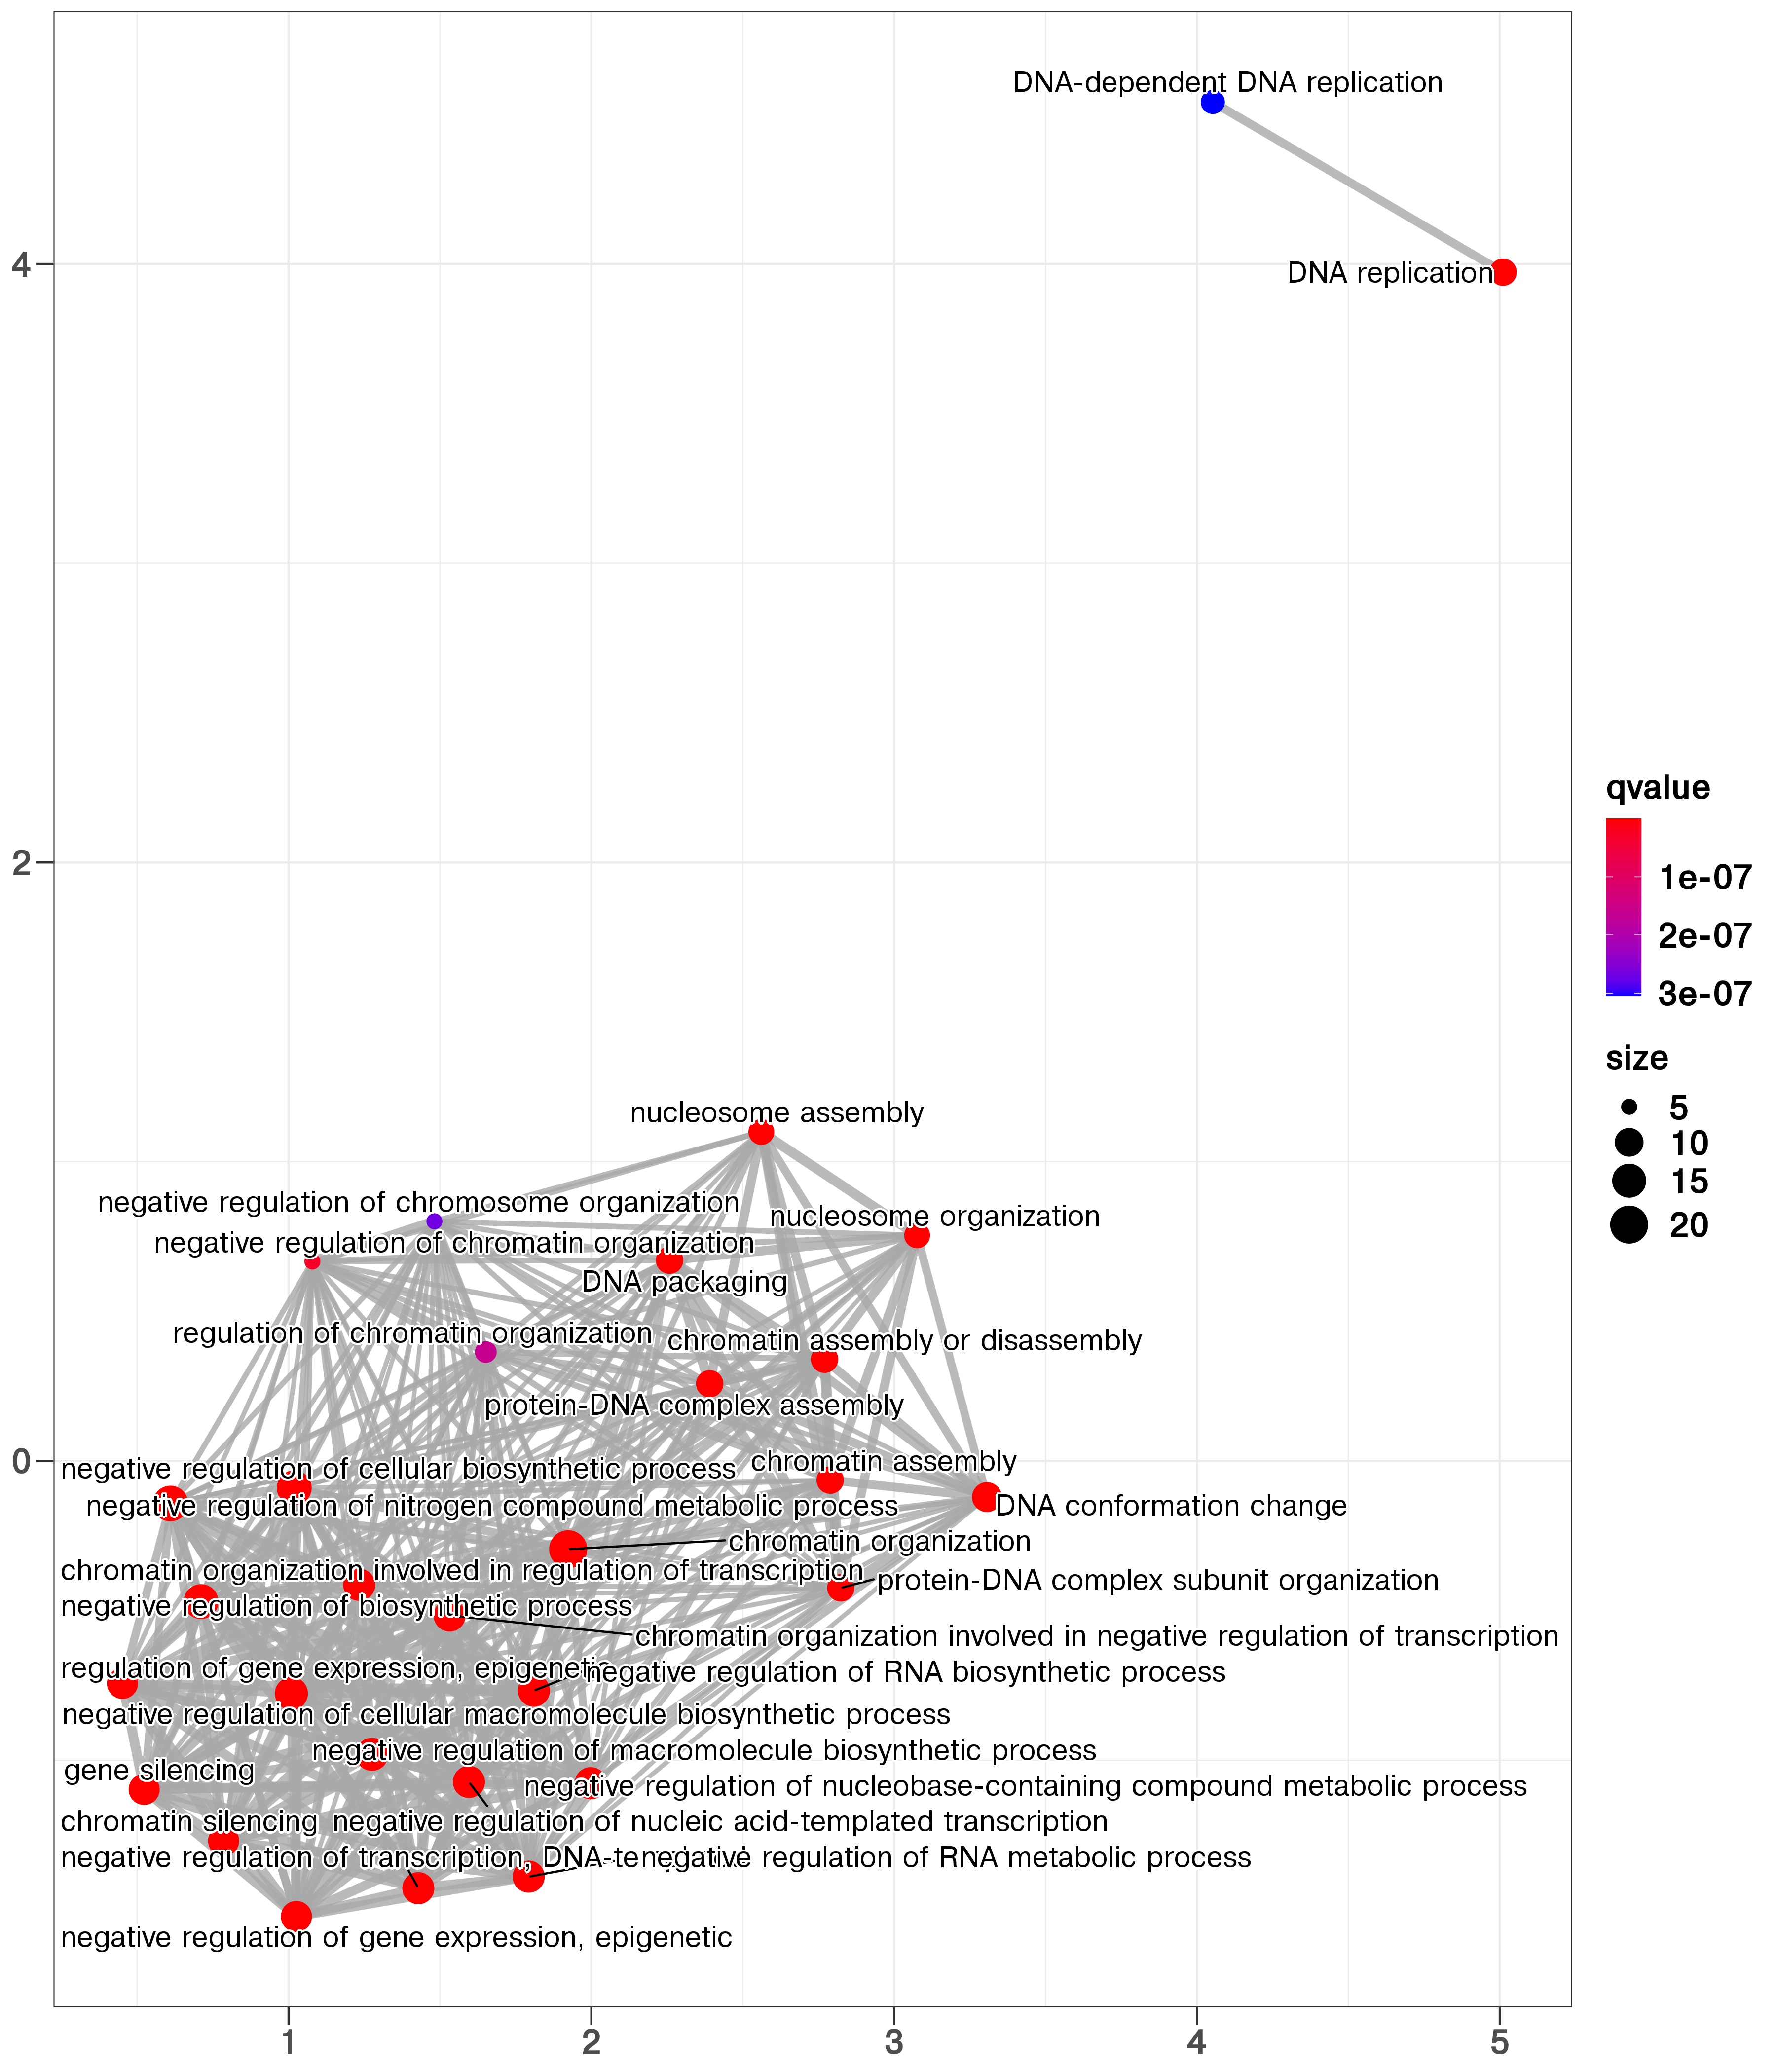 DNA-dependent DNA replication
4
DNA replication
2
nucleosome assembly
negative regulation of chromosome organization
nucleosome organization
negative regulation of chromatin organization
DNA packaging
regulation of chromatin organization
chromatin assembly or disassembly
protein-DNA complex assembly
0
chromatin assembly
negative regulation of cellular biosynthetic process
negative regulation of nitrogen compound metabolic process
DNA conformation change
chromatin organization
chromatin organization involved in regulation of transcription
protein-DNA complex subunit organization
negative regulation of biosynthetic process
chromatin organization involved in negative regulation of transcription
regulation of gene expression, epigenetic
negative regulation of RNA biosynthetic process
negative regulation of cellular macromolecule biosynthetic process
negative regulation of macromolecule biosynthetic process
gene silencing
negative regulation of nucleobase-containing compound metabolic process
chromatin silencing
negative regulation of nucleic acid-templated transcription
negative regulation of transcription,
negative regulation of RNA metabolic process
negative regulation of gene expression, epigenetic
1
2
3
4
5
qvalue
1e-07
2e-07
3e-07
size
5
10
15
20